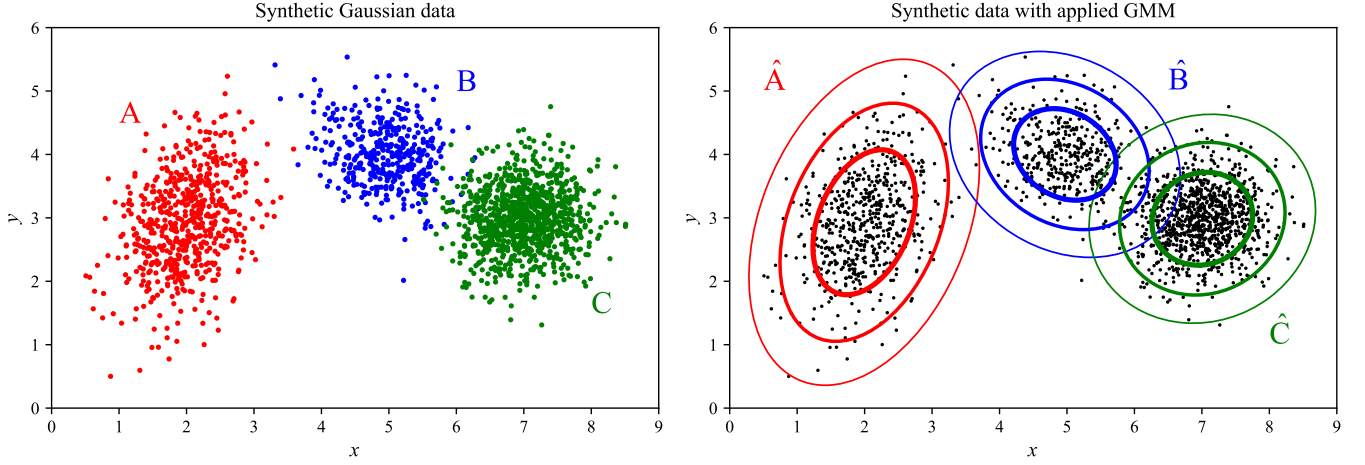 Synthetic Gaussian data
6
5
4
3
2
1
0
y
A
B
C
0 1 2 3 4 5 6 7 8 9
x
Synthetic data with applied GMM
6
5
4
3
2
1
0
y
Â
B̂
Ĉ
0 1 2 3 4 5 6 7 8 9
x